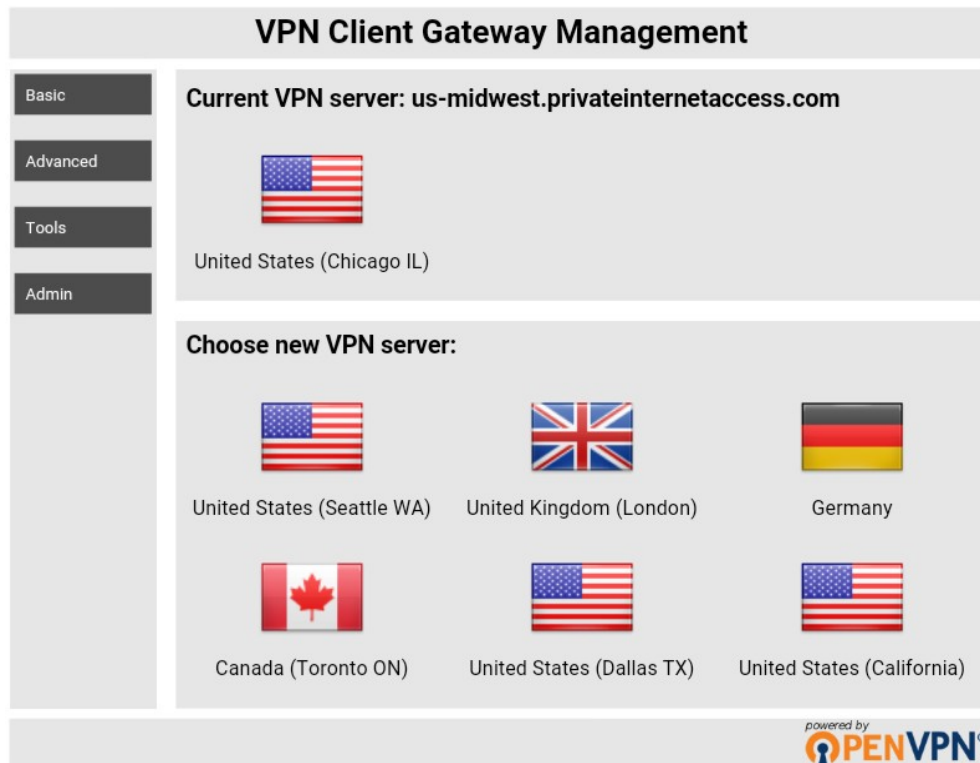 VPN Client Gateway Management
Basic
Advanced
Tools
Admin
Current VPN server: us-midwest.privateinternetaccess.com
United States (Chicago IL)
Choose new VPN server:
United States (Seattle WA)
United Kingdom (London)
Germany
Canada (Toronto ON)
United States (Dallas TX)
United States (California)
powered by
OPENVPN